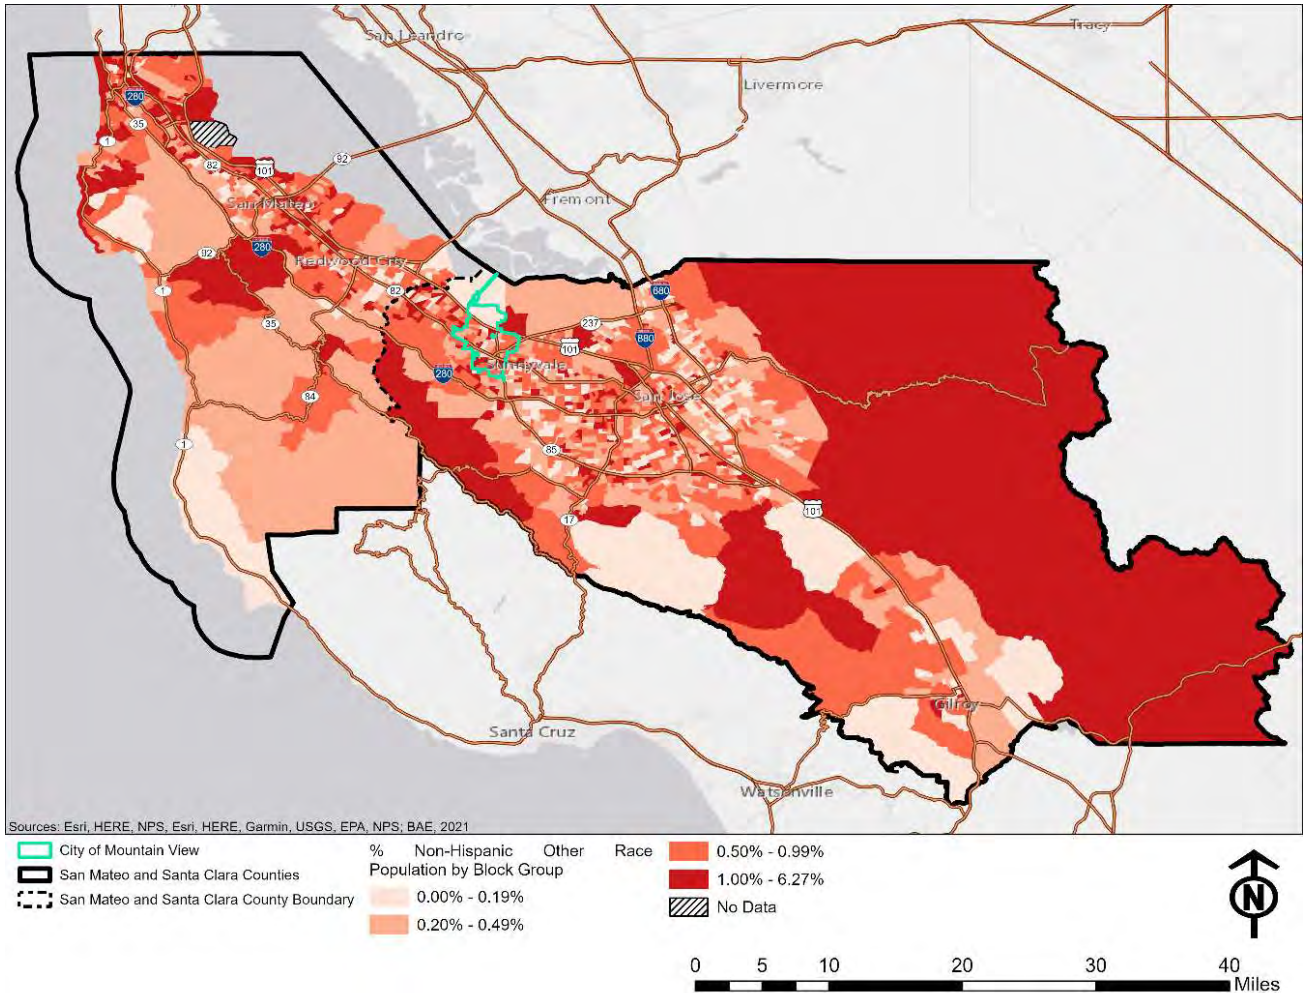 San Leandro
Tracy
Livermore
280
35
1
82
101
92
Fremont
San Mateo
92
280
Redwood City
82
1
35
680
237
101
880
Sunnyvale
280
San Jose
84
1
85
101
17
Gilroy
Santa Cruz
Watsonville
Sources: Esri, HERE, NPS, Esri, HERE, Garmin, USGS, EPA, NPS; BAE, 2021
City of Mountain View
San Mateo and Santa Clara Counties
San Mateo and Santa Clara County Boundary
% Non-Hispanic Other Race
Population by Block Group
0.00% - 0.19%
0.20% - 0.49%
0.50% - 0.99%
1.00% - 6.27%
No Data
N
0 5 10 20 30 40
Miles